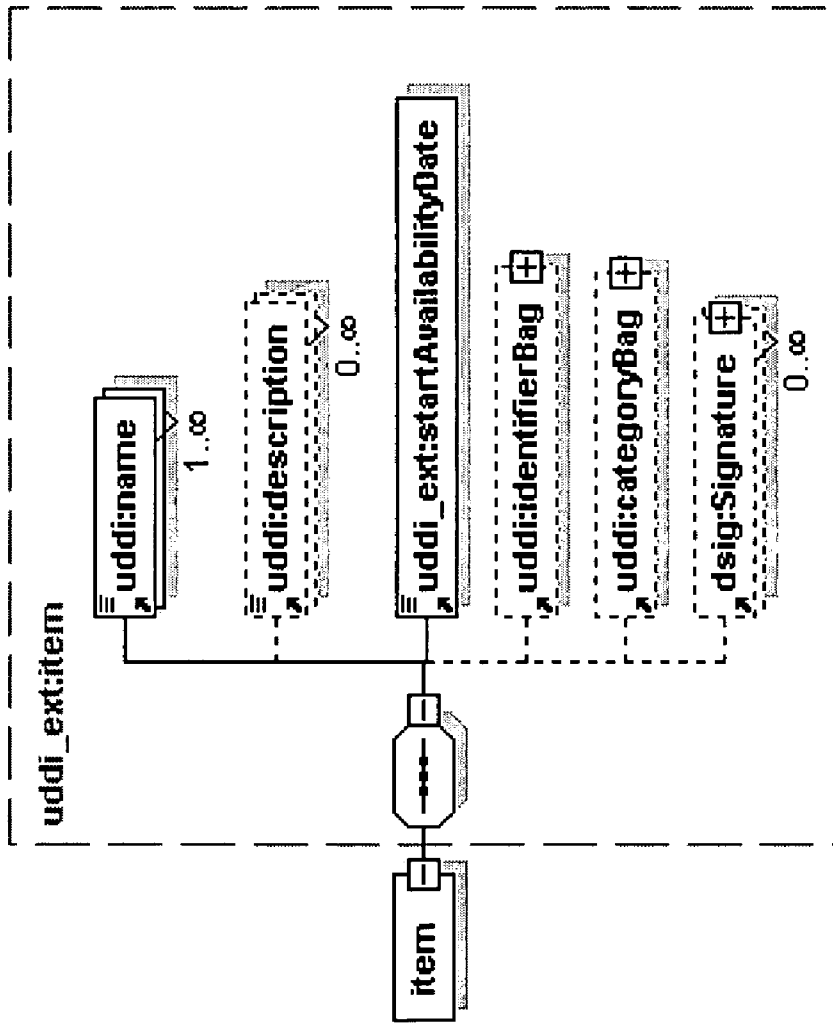 uddi_ext:item
item
uddi:name
1..∞
uddi:description
0..∞
uddi_ext:startAvailabilityDate
uddi:identifierBag
uddi:categoryBag
dsig:Signature
0..∞